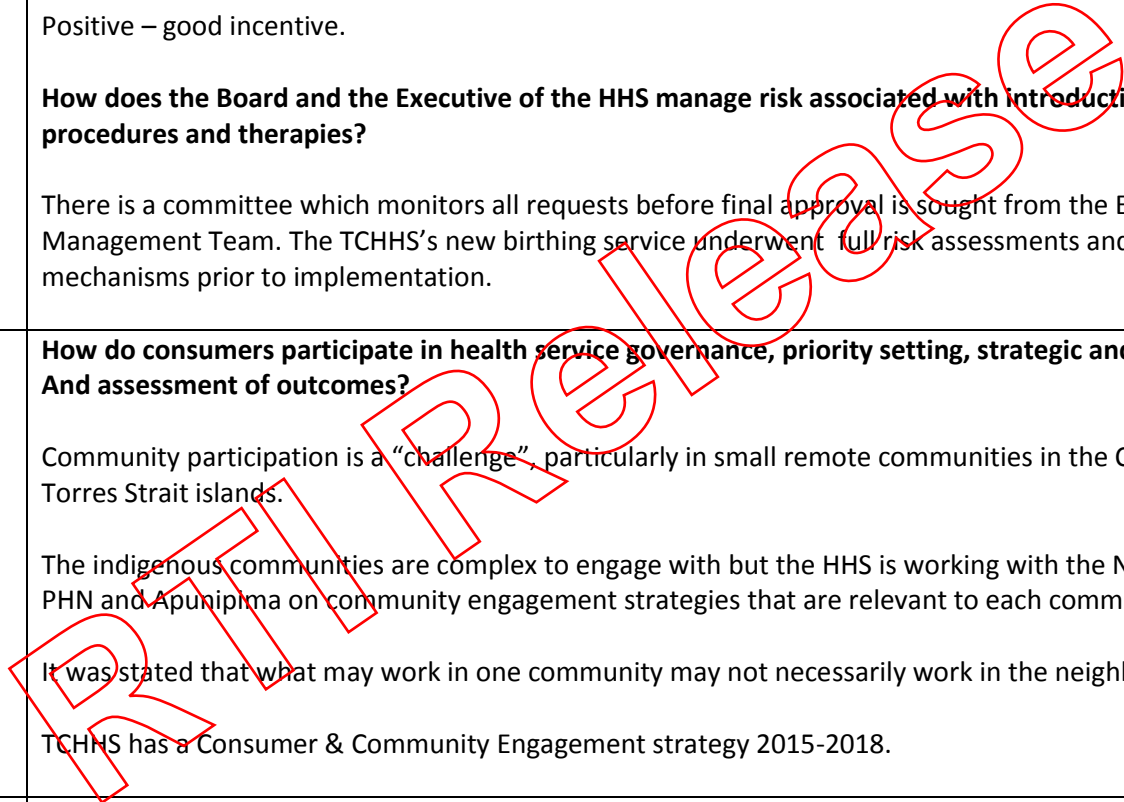 Positive – good incentive.
How does the Board and the Executive of the HHS manage risk associated with
procedures and therapies?
There is a committee which monitors all requests before final approval is sought from the
Management Team. The TCHHS's new birthing service underwent full risk assessments and
mechanisms prior to implementation.
How do consumers participate in health service governance, priority setting, strategic and
And assessment of outcomes?
Community participation is a “challenge”, particularly in small remote communities in the
Torres Strait islands.
The indigenous communities are complex to engage with but the HHS is working with the
PHN and Apunipima on community engagement strategies that are relevant to each
It was stated that what may work in one community may not necessarily work in the
TCHHS has a Consumer & Community Engagement strategy 2015-2018.
RTI Release